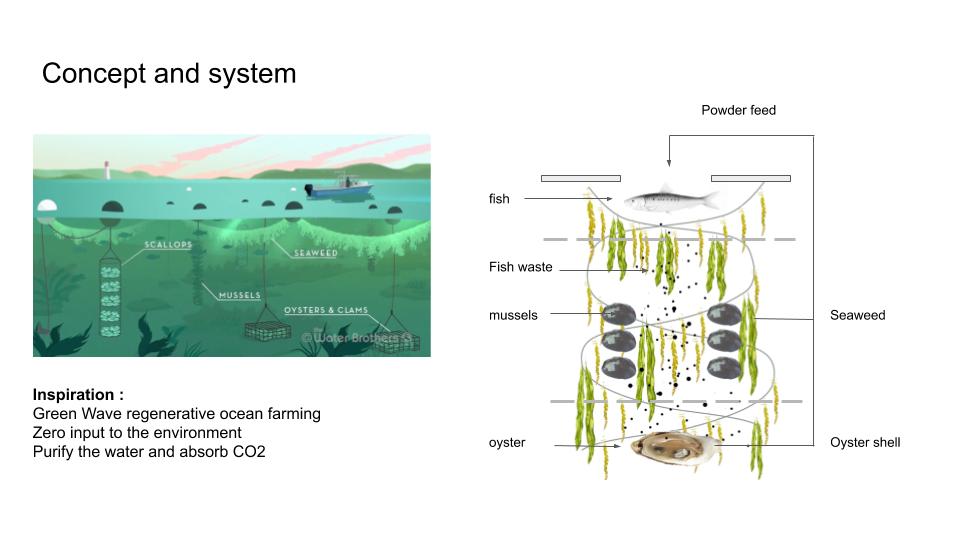 Concept and system
SCALLOPS
SEAWEED
MUSSELS
OYSTERS & CLAMS
© the Water Brothers
Inspiration :
Green Wave regenerative ocean farming
Zero input to the environment
Purify the water and absorb CO2
Powder feed
fish
Fish waste
mussels
Seaweed
oyster
Oyster shell